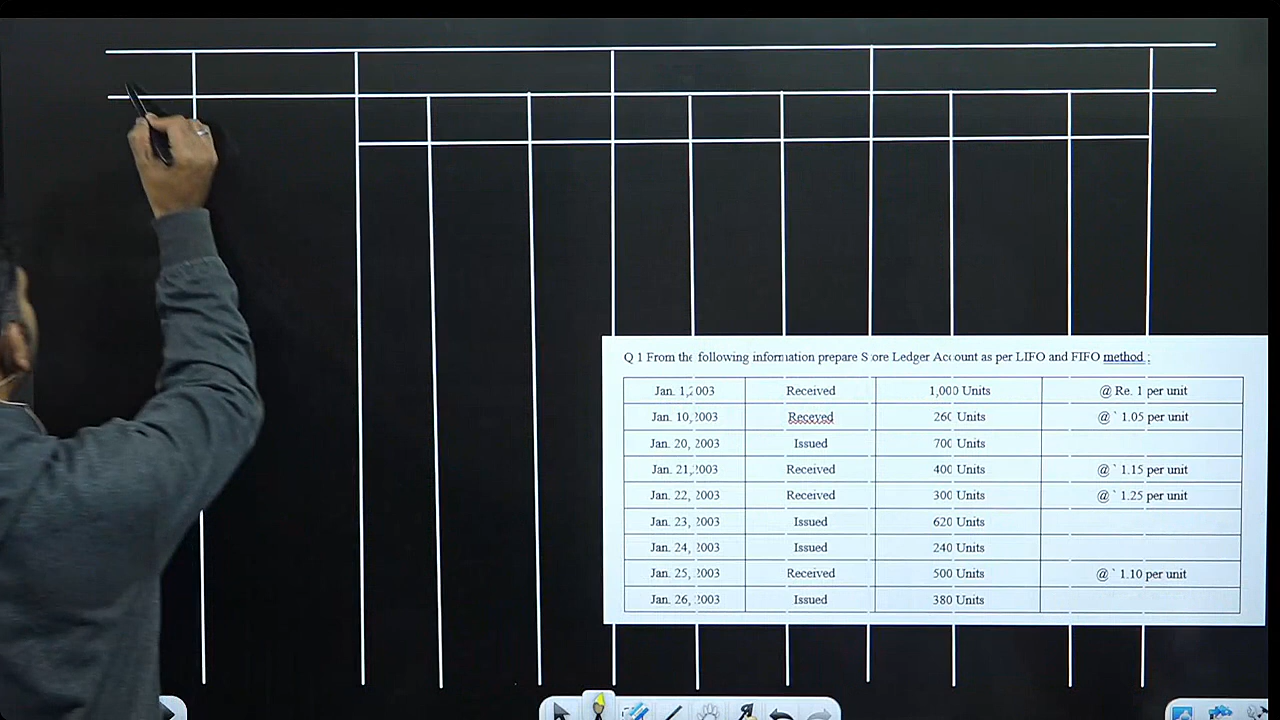 Q 1 From the following information prepare Store Ledger Account as per LIFO and FIFO method ;
Jan. 1,2003 Received 1,000 Units @ Re. 1 per unit
Jan. 10,2003 Receved 260 Units @ ` 1.05 per unit
Jan. 20, 2003 Issued 700 Units
Jan. 21,2003 Received 400 Units @ ` 1.15 per unit
Jan. 22, 2003 Received 300 Units @ ` 1.25 per unit
Jan. 23, 2003 Issued 620 Units
Jan. 24, 2003 Issued 240 Units
Jan. 25, 2003 Received 500 Units @ ` 1.10 per unit
Jan. 26, 2003 Issued 380 Units